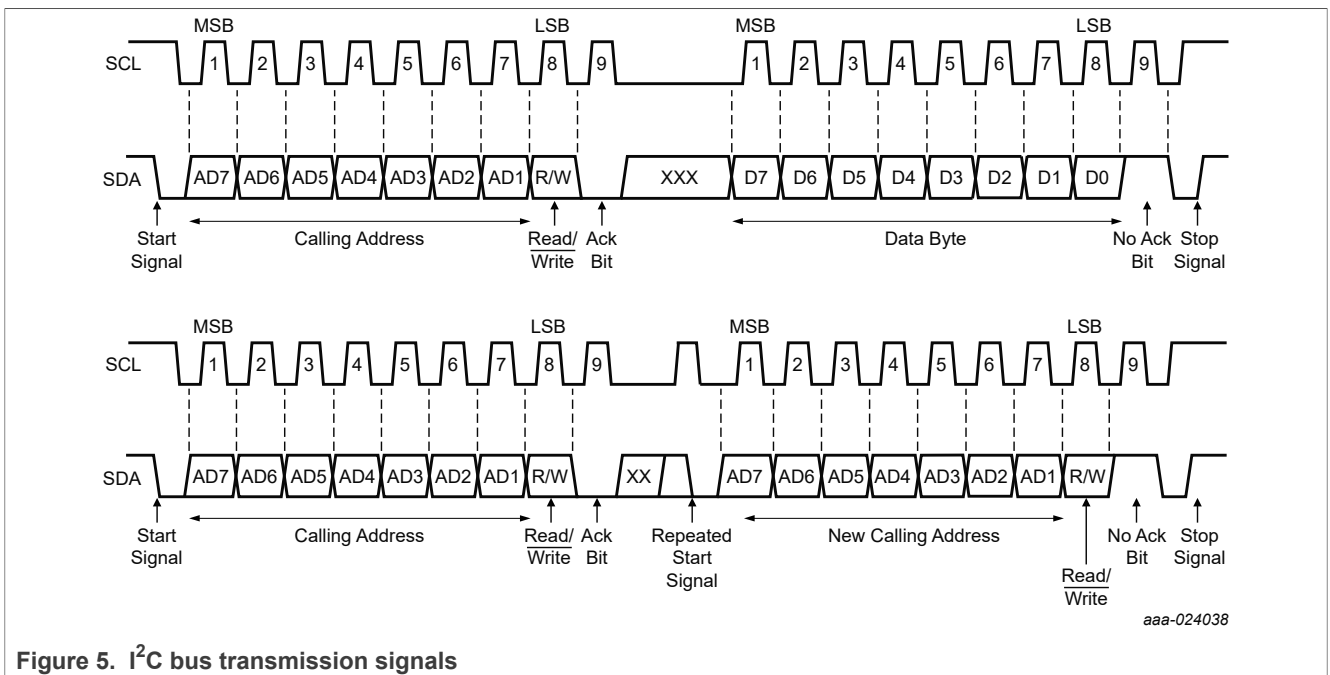 MSB LSB MSB LSB
SCL 1 2 3 4 5 6 7 8 9 1 2 3 4 5 6 7 8 9
SDA AD7 AD6 AD5 AD4 AD3 AD2 AD1 R/W XXX D7 D6 D5 D4 D3 D2 D1 D0
Start Calling Address Read/ Ack Data Byte No Ack Stop
Signal Write Bit Bit Signal
MSB LSB MSB LSB
SCL 1 2 3 4 5 6 7 8 9 1 2 3 4 5 6 7 8 9
SDA AD7 AD6 AD5 AD4 AD3 AD2 AD1 R/W XX AD7 AD6 AD5 AD4 AD3 AD2 AD1 R/W
Start Calling Address Read/ Ack Repeated New Calling Address No Ack Stop
Signal Write Bit Start Bit Signal
Signal Read/
Write
aaa-024038
Figure 5. I²C bus transmission signals